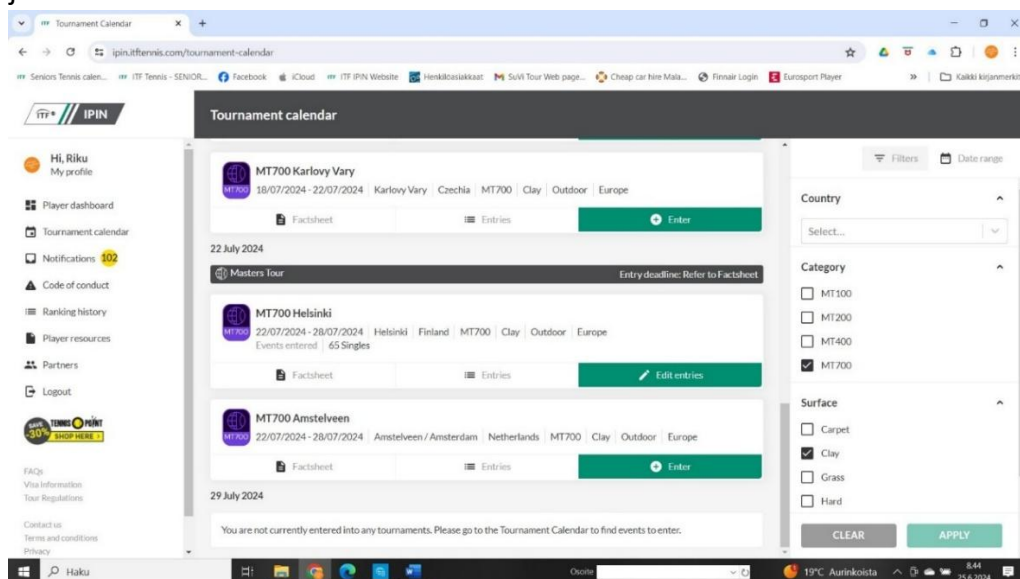 j
Tournament Calendar
ipin.itftennis.com/tournament-calendar
Seniors Tennis calen... ITF Tennis - SENIOR... Facebook iCloud ITF IPIN Website Henkilöasiakkaat SuVi Tour Web page... Cheap car hire Mala... Finnair Login Eurosport Player » Kaikki kirjanmerkit
ITF IPIN
Tournament calendar
Hi, Riku
My profile
Player dashboard
Tournament calendar
Notifications 102
Code of conduct
Ranking history
Player resources
Partners
Logout
SAVE -30% TENNIS POINT
SHOP HERE
FAQs
Visa Information
Tour Regulations
Contact us
Terms and conditions
Privacy
MT700 Karlovy Vary
MT700 18/07/2024 - 22/07/2024 Karlovy Vary Czechia MT700 Clay Outdoor Europe
Factsheet Entries Enter
22 July 2024
Masters Tour Entry deadline: Refer to Factsheet
MT700 Helsinki
MT700 22/07/2024 - 28/07/2024 Helsinki Finland MT700 Clay Outdoor Europe
Events entered 65 Singles
Factsheet Entries Edit entries
MT700 Amstelveen
MT700 22/07/2024 - 28/07/2024 Amstelveen / Amsterdam Netherlands MT700 Clay Outdoor Europe
Factsheet Entries Enter
29 July 2024
You are not currently entered into any tournaments. Please go to the Tournament Calendar to find events to enter.
Filters Date range
Country
Select...
Category
MT100
MT200
MT400
MT700
Surface
Carpet
Clay
Grass
Hard
CLEAR APPLY
Haku Osoite 19°C Aurinkoista 8.44
25.6.2024